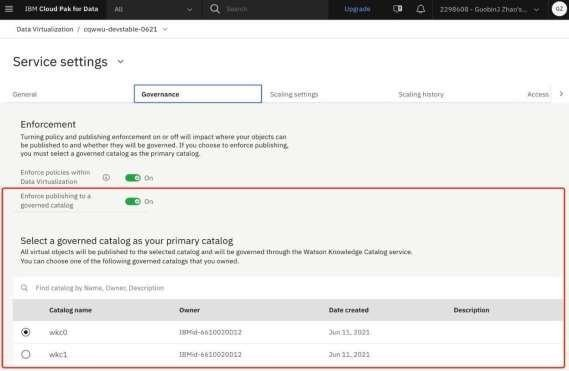 IBM Cloud Pak for Data
All
Search
Upgrade
2298608 - GuobinJ Zhao's...
GZ
Data Virtualization / cqwwu-devstable-0621
Service settings
General
Governance
Scaling settings
Scaling history
Access
Enforcement
Turning policy and publishing enforcement on or off will impact where your objects can
be published to and whether they will be governed. If you choose to enforce publishing,
you must select a governed catalog as the primary catalog.
Enforce policies within
Data Virtualization
On
Enforce publishing to a
governed catalog
On
Select a governed catalog as your primary catalog
All virtual objects will be published to the selected catalog and will be governed through the Watson Knowledge Catalog service.
You can choose one of the following governed catalogs that you owned.
Find catalog by Name, Owner, Description
Catalog name Owner Date created Description
wkc0 IBMid-6610020D12 Jun 11, 2021
wkc1 IBMid-6610020D12 Jun 11, 2021